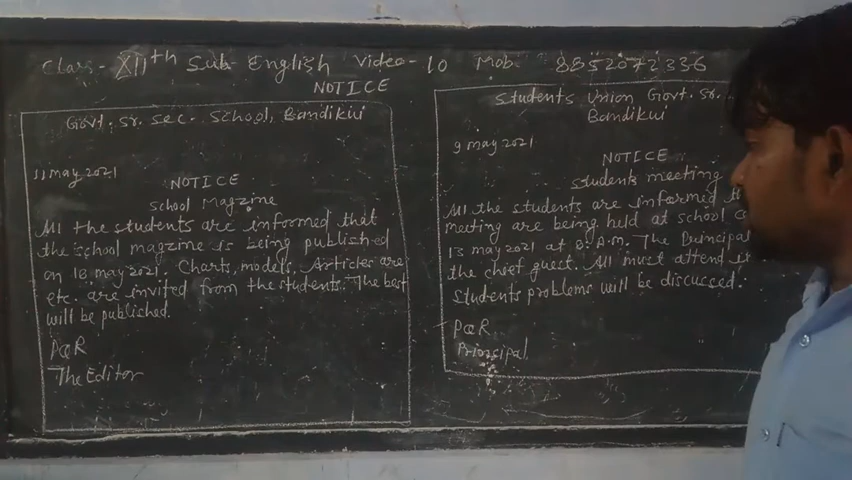 Class - XIIth Sub - English Video - 10 Mob. 8852072336
NOTICE
Govt. Sr. Sec. School, Bandikui
11 may 2021
NOTICE
School Magzine
All the students are informed that
the school magzine is being published
on 18 may 2021. Charts, models, Articles are
etc. are invited from the students. The best
will be published.
PQR
The Editor
Students Union Govt. Sr.
Bandikui
9 may 2021
NOTICE
Students meeting
All the students are informed
meeting are being held at school
13 may 2021 at 8 A.M. The Principal
the chief guest. All must attend it
Students problems will be discussed.
PQR
Principal